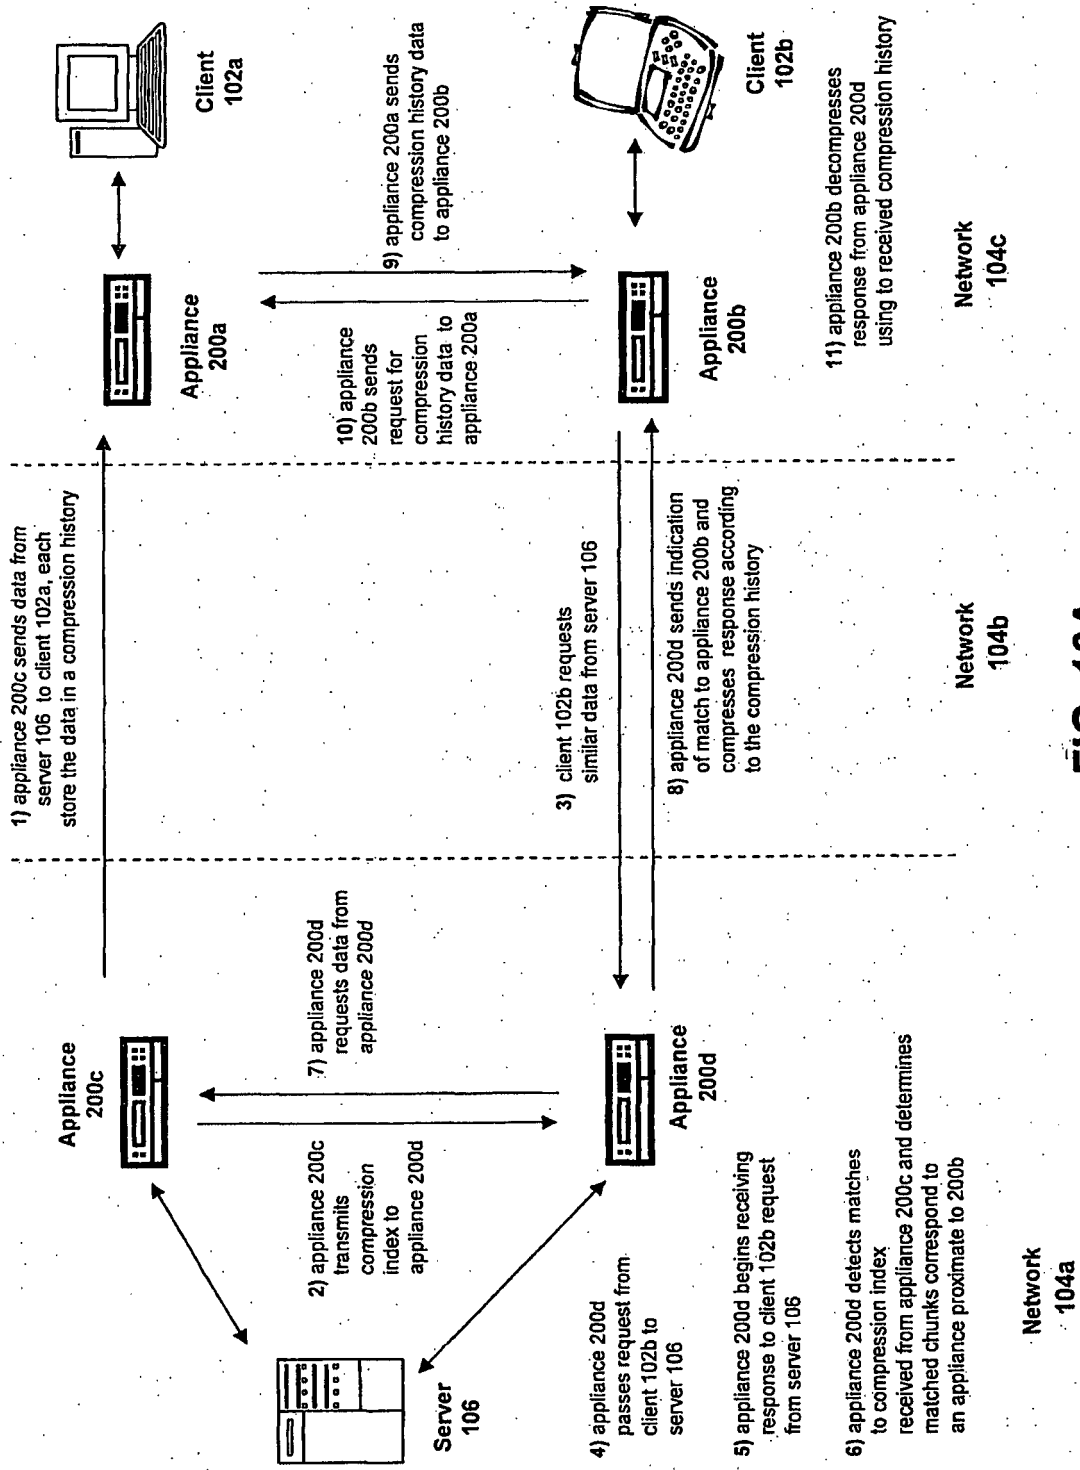 1) appliance 200c sends data from
server 106 to client 102a, each
store the data in a compression history
Client
102a
Appliance
200a
Appliance
200c
9) appliance 200a sends
compression history data
to appliance 200b
10) appliance
200b sends
request for
compression
history data to
appliance 200a
7) appliance 200d
requests data from
appliance 200d
2) appliance 200c
transmits
compression
index to
appliance 200d
Server
106
Client
102b
Appliance
200b
3) client 102b requests
similar data from server 106
8) appliance 200d sends indication
of match to appliance 200b and
compresses response according
to the compression history
Appliance
200d
4) appliance 200d
passes request from
client 102b to
server 106
5) appliance 200d begins receiving
response to client 102b request
from server 106
6) appliance 200d detects matches
to compression index
received from appliance 200c and determines
matched chunks correspond to
an appliance proximate to 200b
11) appliance 200b decompresses
response from appliance 200d
using to received compression history
Network
104a
Network
104b
Network
104c